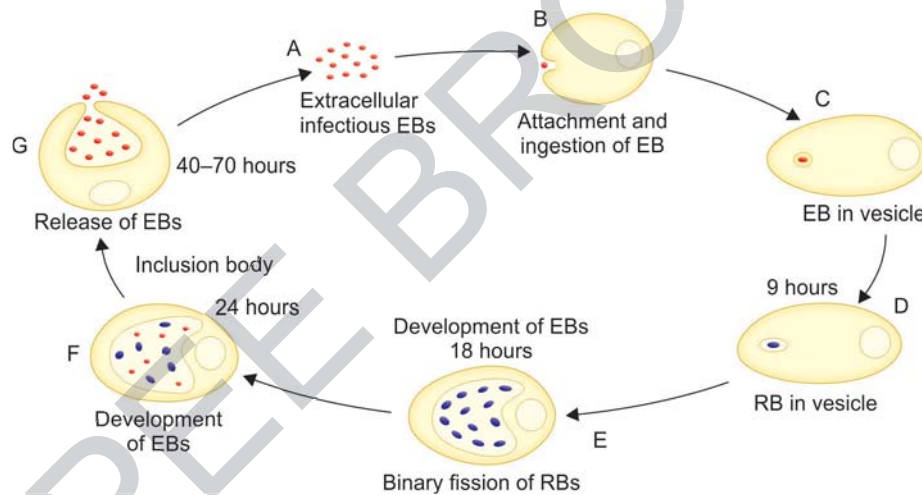 A
Extracellular
infectious EBs
B
Attachment and
ingestion of EB
C
EB in vesicle
9 hours
D
RB in vesicle
Development of EBs
18 hours
E
Binary fission of RBs
24 hours
F
Development
of EBs
Inclusion body
G
40–70 hours
Release of EBs